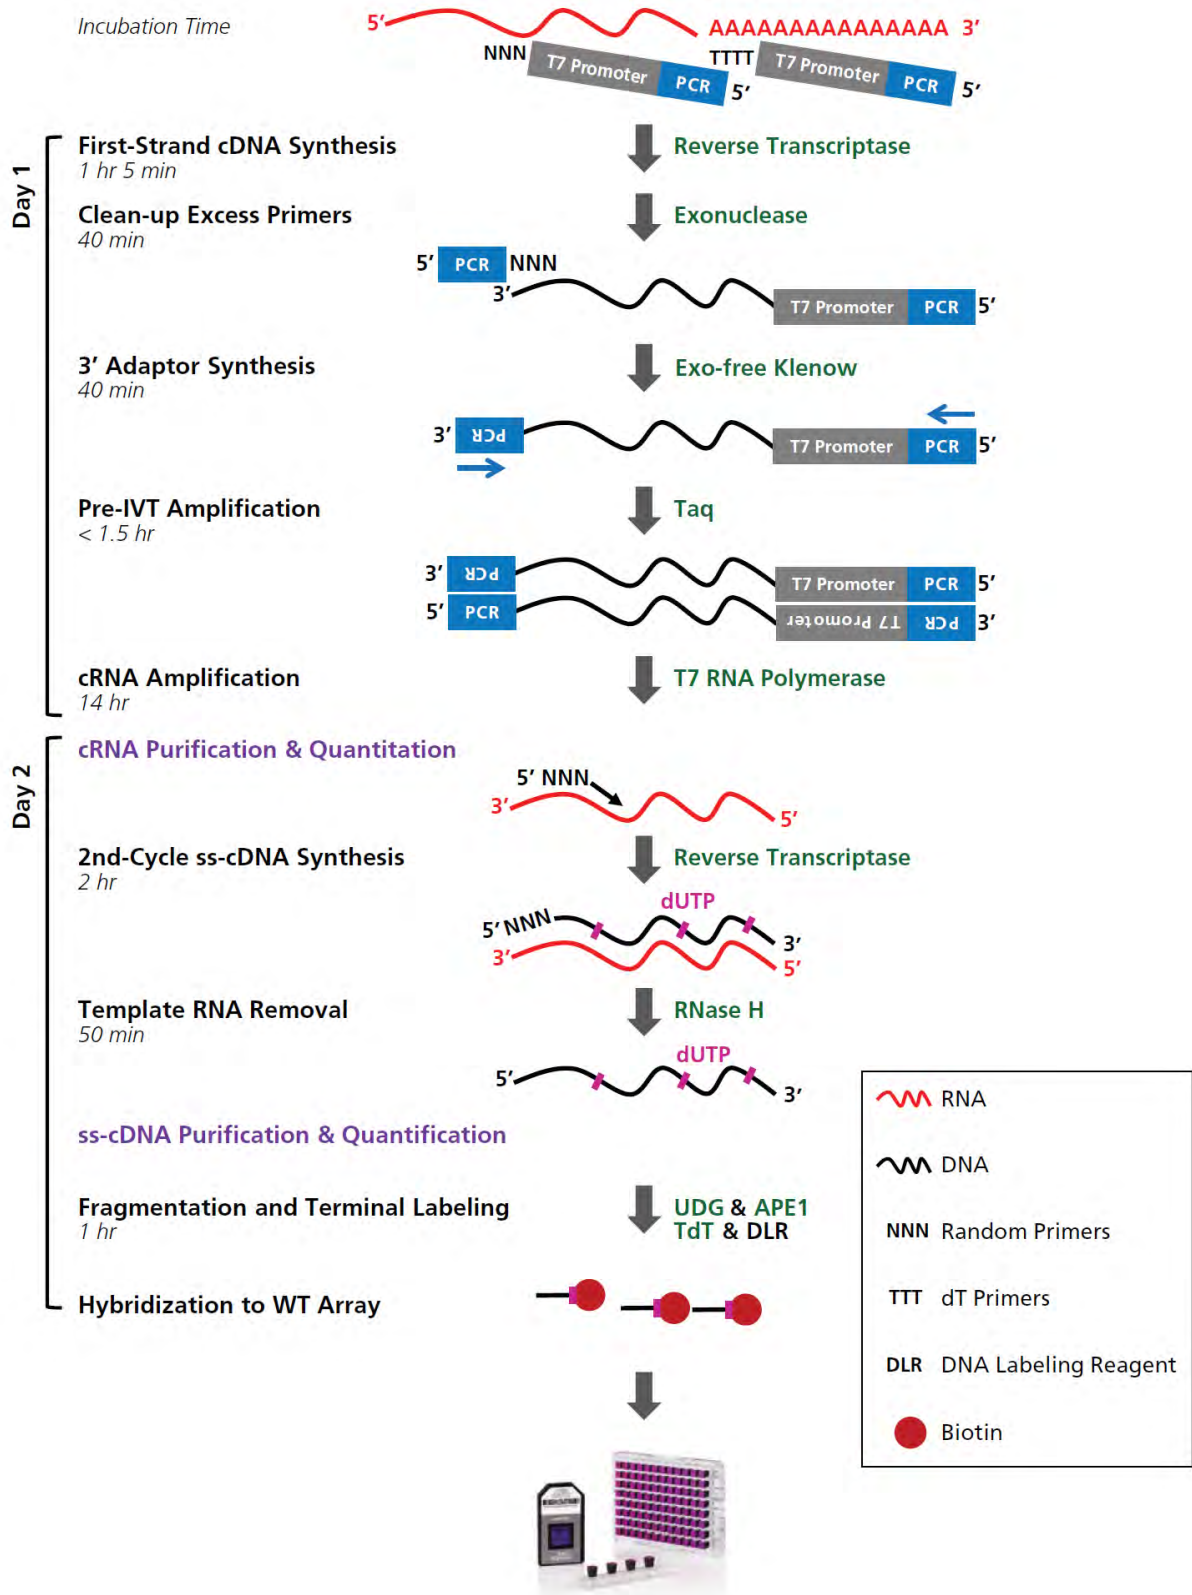 Incubation Time
5′
AAAAAAAAAAAAAAA 3′
NNN T7 Promoter PCR 5′
TTTT T7 Promoter PCR 5′
Day 1
First-Strand cDNA Synthesis
1 hr 5 min
Reverse Transcriptase
Clean-up Excess Primers
40 min
Exonuclease
5′ PCR NNN
3′
T7 Promoter PCR 5′
3′ Adaptor Synthesis
40 min
Exo-free Klenow
3′ PCR
T7 Promoter PCR 5′
Pre-IVT Amplification
< 1.5 hr
Taq
3′ PCR
T7 Promoter PCR 5′
5′ PCR
T7 Promoter PCR 3′
cRNA Amplification
14 hr
T7 RNA Polymerase
Day 2
cRNA Purification & Quantitation
5′ NNN
3′
5′
2nd-Cycle ss-cDNA Synthesis
2 hr
Reverse Transcriptase
dUTP
5′ NNN
3′
3′
5′
Template RNA Removal
50 min
RNase H
dUTP
5′
3′
ss-cDNA Purification & Quantification
Fragmentation and Terminal Labeling
1 hr
UDG & APE1
TdT & DLR
Hybridization to WT Array
RNA
DNA
NNN Random Primers
TTT dT Primers
DLR DNA Labeling Reagent
Biotin